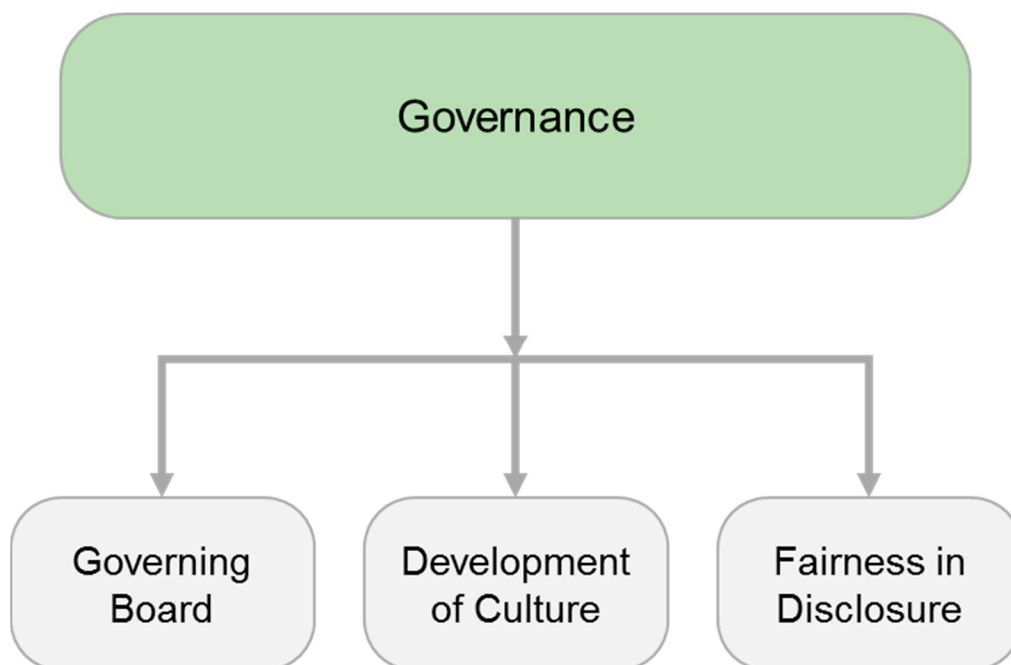 Governance
Governing
Board
Development
of Culture
Fairness in
Disclosure